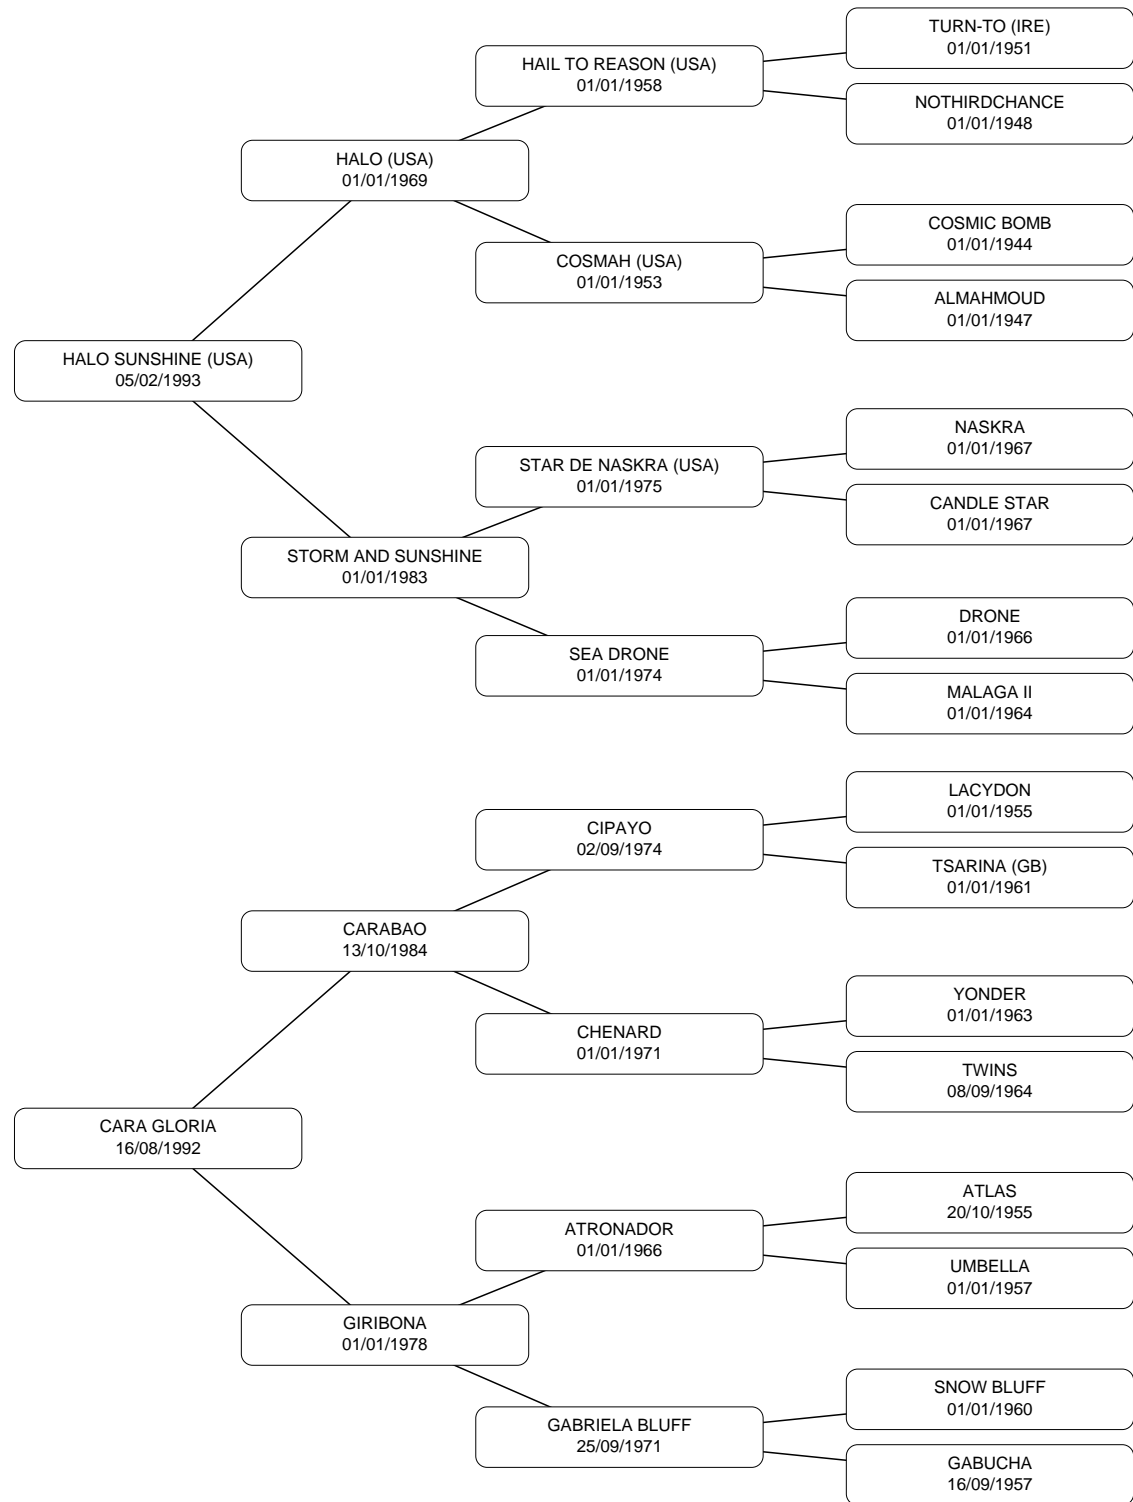 TURN-TO (IRE)
01/01/1951
HAIL TO REASON (USA)
01/01/1958
NOTHIRDCHANCE
01/01/1948
HALO (USA)
01/01/1969
COSMIC BOMB
01/01/1944
COSMAH (USA)
01/01/1953
ALMAHMOUD
01/01/1947
HALO SUNSHINE (USA)
05/02/1993
NASKRA
01/01/1967
STAR DE NASKRA (USA)
01/01/1975
CANDLE STAR
01/01/1967
STORM AND SUNSHINE
01/01/1983
DRONE
01/01/1966
SEA DRONE
01/01/1974
MALAGA II
01/01/1964
LACYDON
01/01/1955
CIPAYO
02/09/1974
TSARINA (GB)
01/01/1961
CARABAO
13/10/1984
YONDER
01/01/1963
CHENARD
01/01/1971
TWINS
08/09/1964
CARA GLORIA
16/08/1992
ATLAS
20/10/1955
ATRONADOR
01/01/1966
UMBELLA
01/01/1957
GIRIBONA
01/01/1978
SNOW BLUFF
01/01/1960
GABRIELA BLUFF
25/09/1971
GABUCHA
16/09/1957